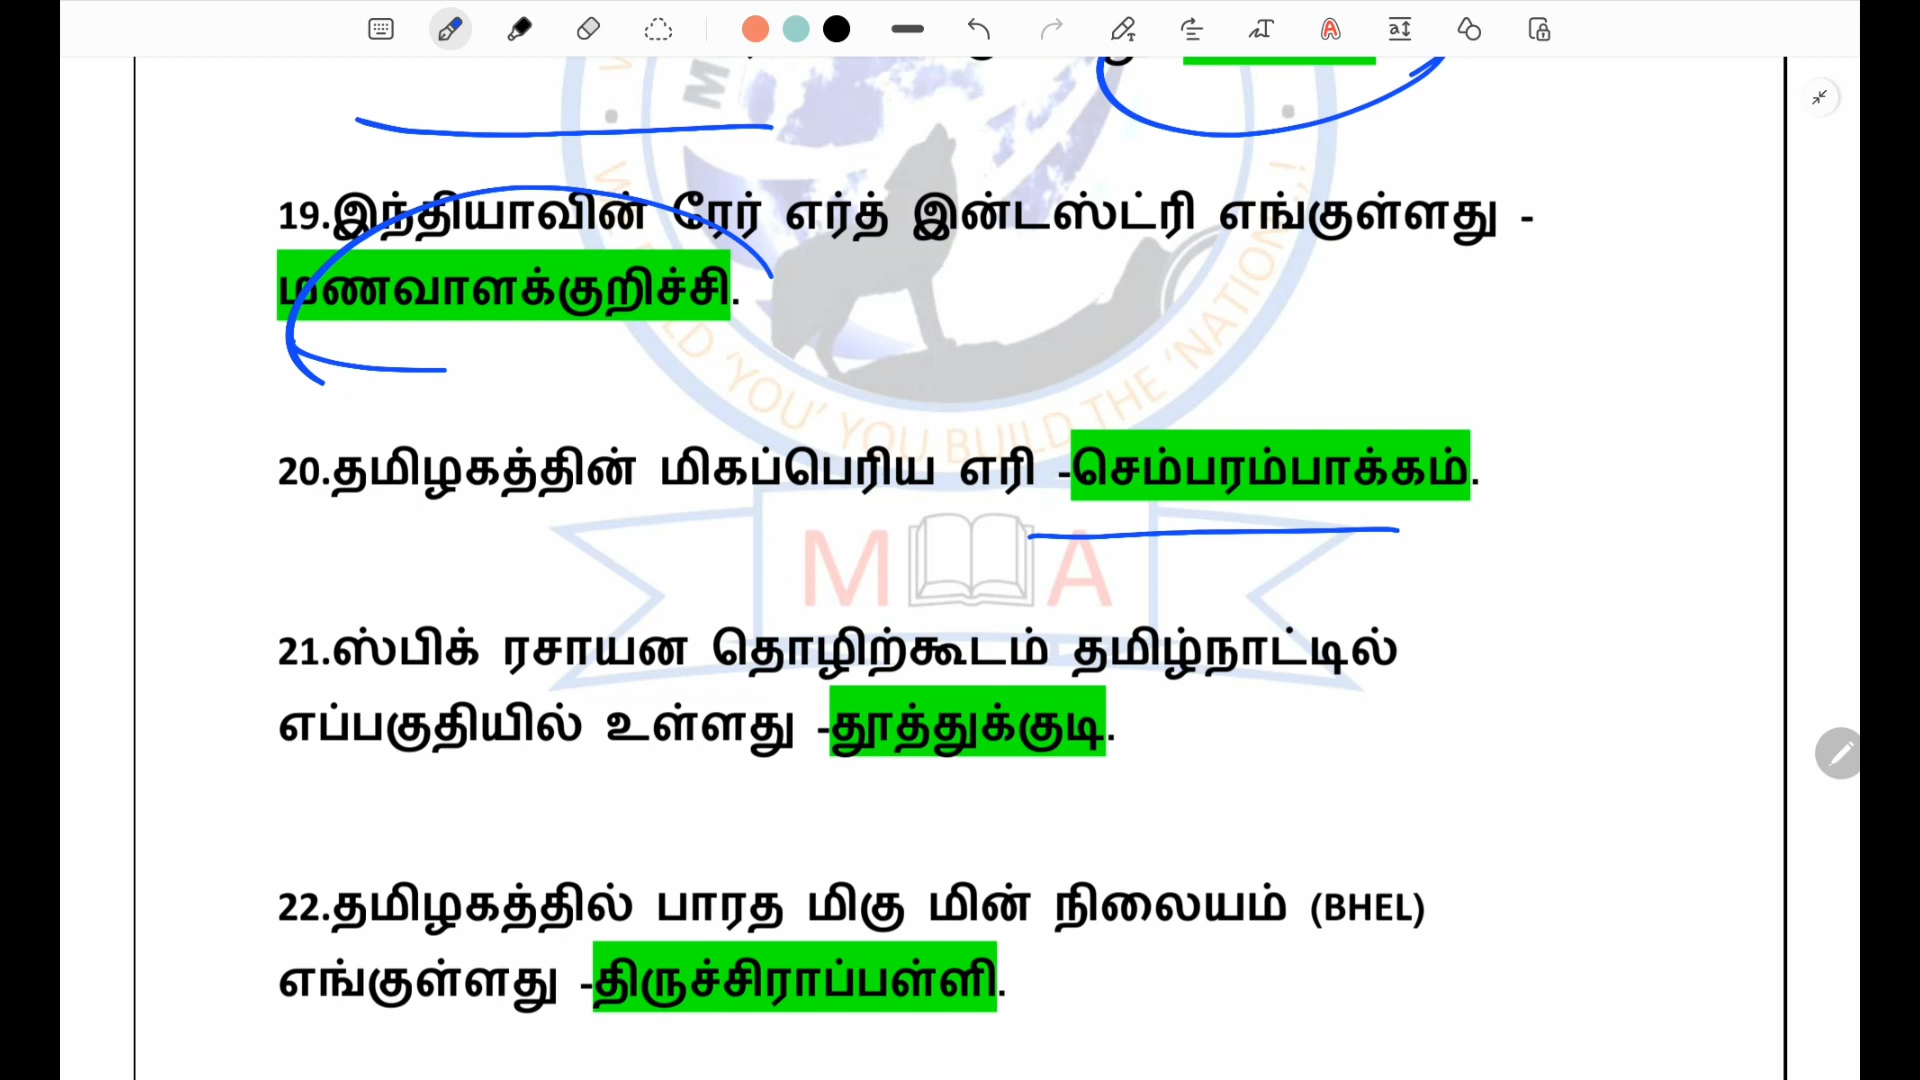 19.இந்தியாவின் ரேர் எர்த் இன்டஸ்ட்ரி எங்குள்ளது -
மணவாளக்குறிச்சி.
20.தமிழகத்தின் மிகப்பெரிய எரி -செம்பரம்பாக்கம்.
M A
21.ஸ்பிக் ரசாயன தொழிற்கூடம் தமிழ்நாட்டில்
எப்பகுதியில் உள்ளது -தூத்துக்குடி.
22.தமிழகத்தில் பாரத மிகு மின் நிலையம் (BHEL)
எங்குள்ளது -திருச்சிராப்பள்ளி.